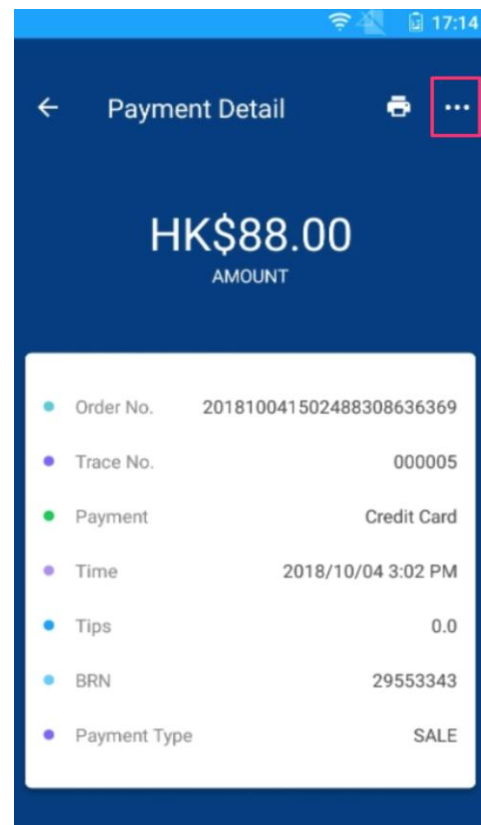 17:14
Payment Detail
HK$88.00
AMOUNT
Order No. 201810041502488308636369
Trace No. 000005
Payment Credit Card
Time 2018/10/04 3:02 PM
Tips 0.0
BRN 29553343
Payment Type SALE